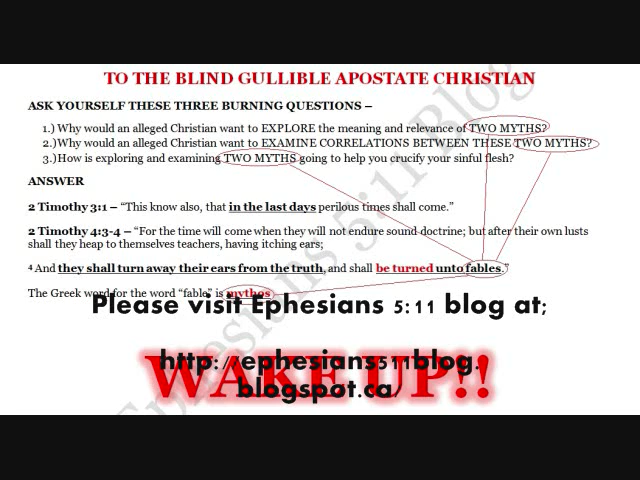 TO THE BLIND GULLIBLE APOSTATE CHRISTIAN
ASK YOURSELF THESE THREE BURNING QUESTIONS –
1.) Why would an alleged Christian want to EXPLORE the meaning and relevance of TWO MYTHS?
2.)Why would an alleged Christian want to EXAMINE CORRELATIONS BETWEEN THESE TWO MYTHS?
3.)How is exploring and examining TWO MYTHS going to help you crucify your sinful flesh?
ANSWER
2 Timothy 3:1 – “This know also, that in the last days perilous times shall come.”
2 Timothy 4:3-4 – “For the time will come when they will not endure sound doctrine; but after their own lusts
shall they heap to themselves teachers, having itching ears;
4 And they shall turn away their ears from the truth, and shall be turned unto fables.”
The Greek word for the word “fable” is mythos
Please visit Ephesians 5:11 blog at;
http://ephesians511blog.
blogspot.ca/
WAKE UP!!
Ephesians 5:11 Blog